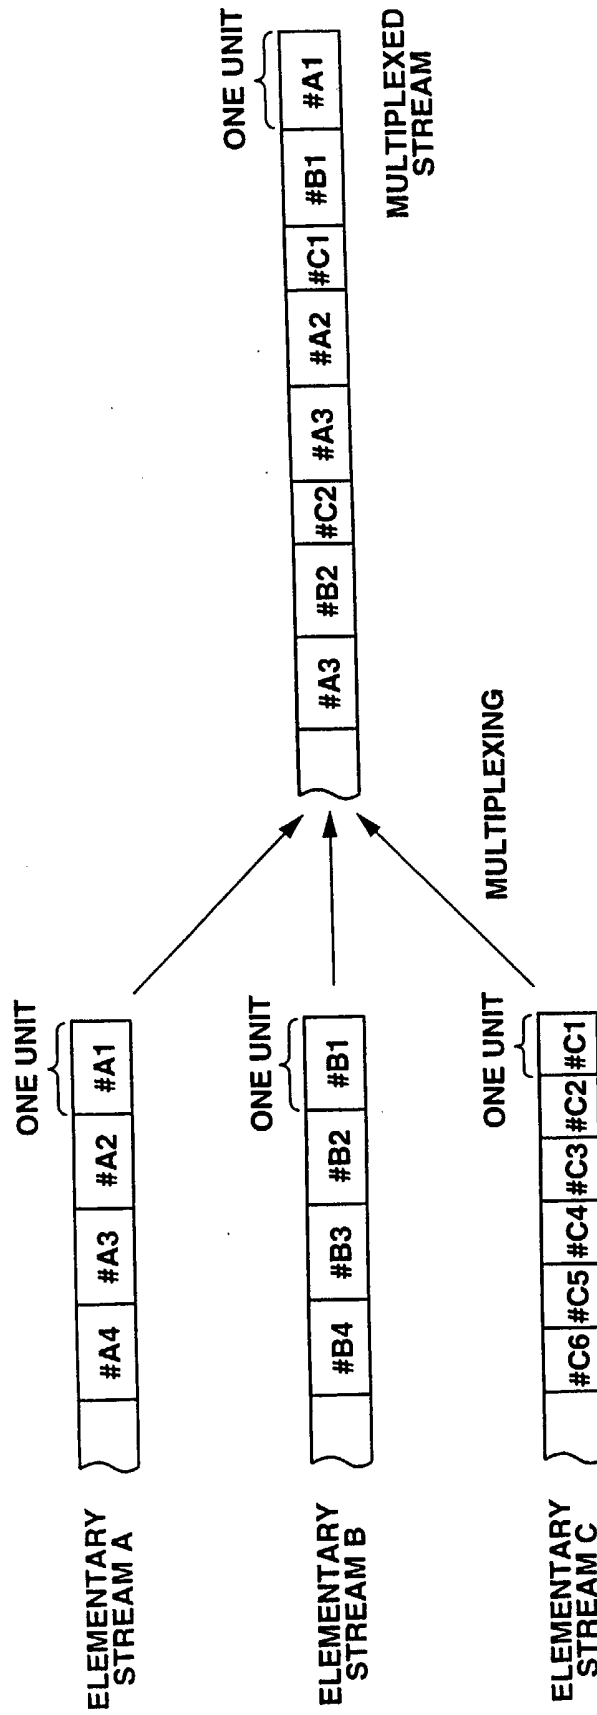 ONE UNIT
ELEMENTARY
STREAM A
#A4 #A3 #A2 #A1
ONE UNIT
ELEMENTARY
STREAM B
#B4 #B3 #B2 #B1
ONE UNIT
ELEMENTARY
STREAM C
#C6 #C5 #C4 #C3 #C2 #C1
MULTIPLEXING
ONE UNIT
#A3 #B2 #C2 #A3 #A2 #C1 #B1 #A1
MULTIPLEXED
STREAM